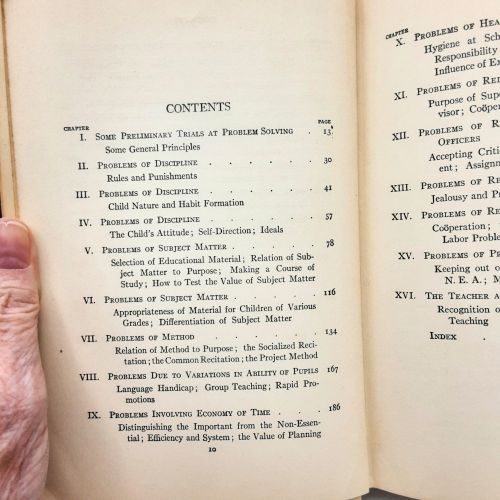 CONTENTS
CHAPTER PAGE
I. SOME PRELIMINARY TRIALS AT PROBLEM SOLVING . 13
Some General Principles
II. PROBLEMS OF DISCIPLINE . . . . . 30
Rules and Punishments
III. PROBLEMS OF DISCIPLINE . . . . . 41
Child Nature and Habit Formation
IV. PROBLEMS OF DISCIPLINE . . . . . 57
The Child's Attitude; Self-Direction; Ideals
V. PROBLEMS OF SUBJECT MATTER . . . . 78
Selection of Educational Material; Relation of Sub-
ject Matter to Purpose; Making a Course of
Study; How to Test the Value of Subject Matter
VI. PROBLEMS OF SUBJECT MATTER . . . . 116
Appropriateness of Material for Children of Various
Grades; Differentiation of Subject Matter
VII. PROBLEMS OF METHOD . . . . . 134
Relation of Method to Purpose; the Socialized Reci-
tation; the Common Recitation; the Project Method
VIII. PROBLEMS DUE TO VARIATIONS IN ABILITY OF PUPILS 167
Language Handicap; Group Teaching; Rapid Pro-
motions
IX. PROBLEMS INVOLVING ECONOMY OF TIME . . . 186
Distinguishing the Important from the Non-Essen-
tial; Efficiency and System; the Value of Planning
10
CHAPTER
X. PROBLEMS OF HEA
Hygiene at Sch
Responsibility
Influence of Ex
XI. PROBLEMS OF REL
Purpose of Supe
visor; Coöper
XII. PROBLEMS OF R
OFFICERS
Accepting Critic
ent; Assignm
XIII. PROBLEMS OF RE
Jealousy and Pr
XIV. PROBLEMS OF RE
Coöperation;
Labor Proble
XV. PROBLEMS OF P
Keeping out of
N. E. A.; M
XVI. THE TEACHER A
Recognition o
Teaching
INDEX .